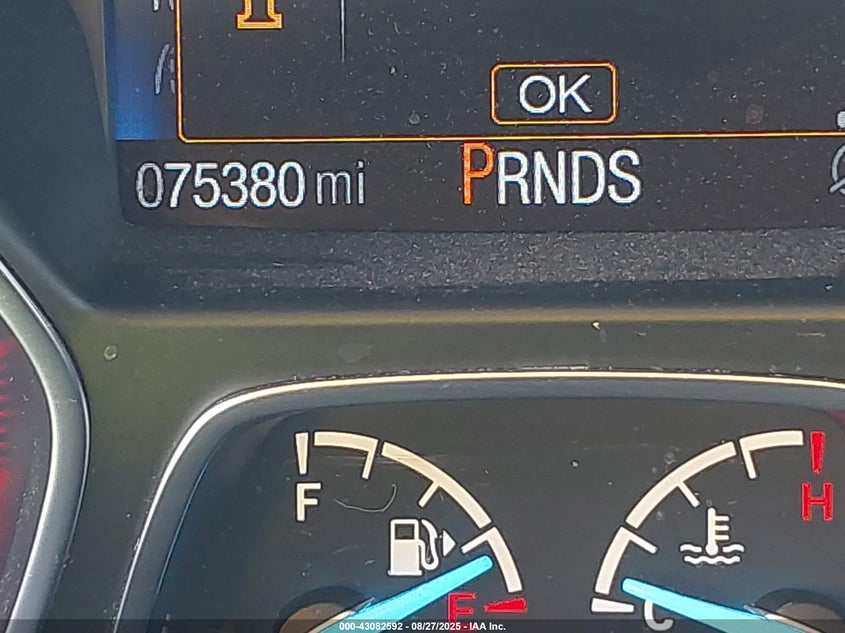 OK
075380 mi PRNDS
F H
E C
000-43082592 - 08/27/2025 - IAA Inc.